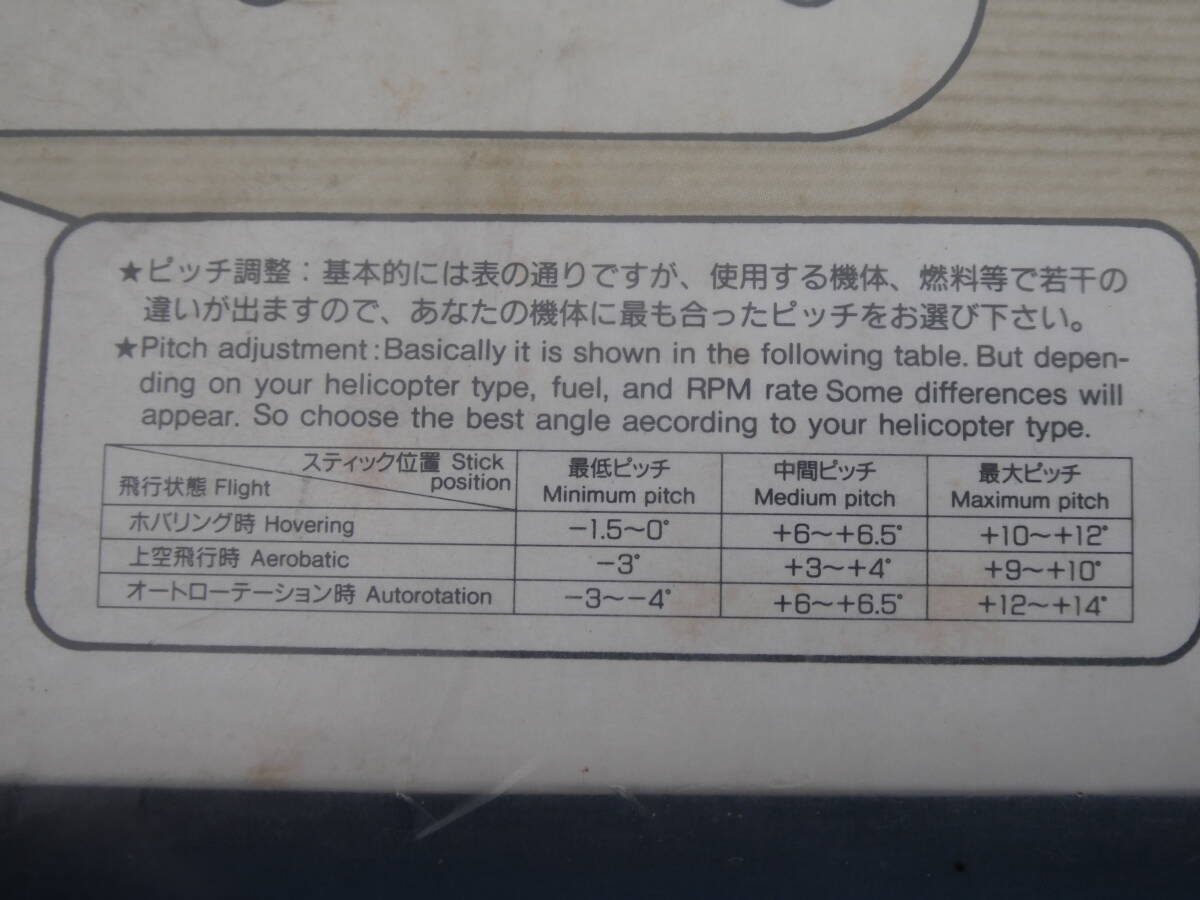 ★ピッチ調整：基本的には表の通りですが、使用する機体、燃料等で若干の
違いが出ますので、あなたの機体に最も合ったピッチをお選び下さい。
★Pitch adjustment:Basically it is shown in the following table. But depen-
ding on your helicopter type, fuel, and RPM rate Some differences will
appear. So choose the best angle aecording to your helicopter type.
スティック位置 Stick position 飛行状態 Flight 最低ピッチ Minimum pitch 中間ピッチ Medium pitch 最大ピッチ Maximum pitch
ホバリング時 Hovering −1.5〜0° +6〜+6.5° +10〜+12°
上空飛行時 Aerobatic −3° +3〜+4° +9〜+10°
オートローテーション時 Autorotation −3〜−4° +6〜+6.5° +12〜+14°